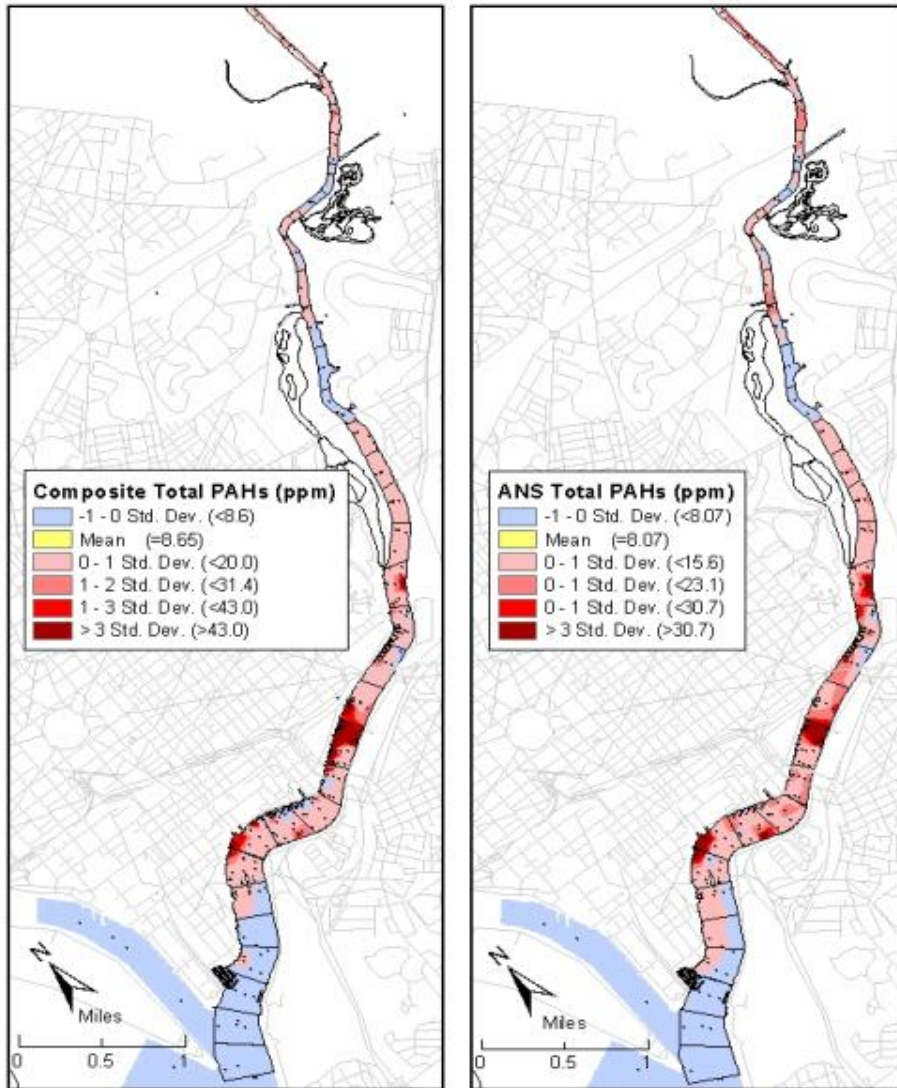 Composite Total PAHs (ppm)
-1 - 0 Std. Dev. (<8.6)
Mean (=8.65)
0 - 1 Std. Dev. (<20.0)
1 - 2 Std. Dev. (<31.4)
1 - 3 Std. Dev. (<43.0)
> 3 Std. Dev. (>43.0)
N
Miles
0 0.5 1
ANS Total PAHs (ppm)
-1 - 0 Std. Dev. (<8.07)
Mean (=8.07)
0 - 1 Std. Dev. (<15.6)
0 - 1 Std. Dev. (<23.1)
0 - 1 Std. Dev. (<30.7)
> 3 Std. Dev. (>30.7)
N
Miles
0 0.5 1